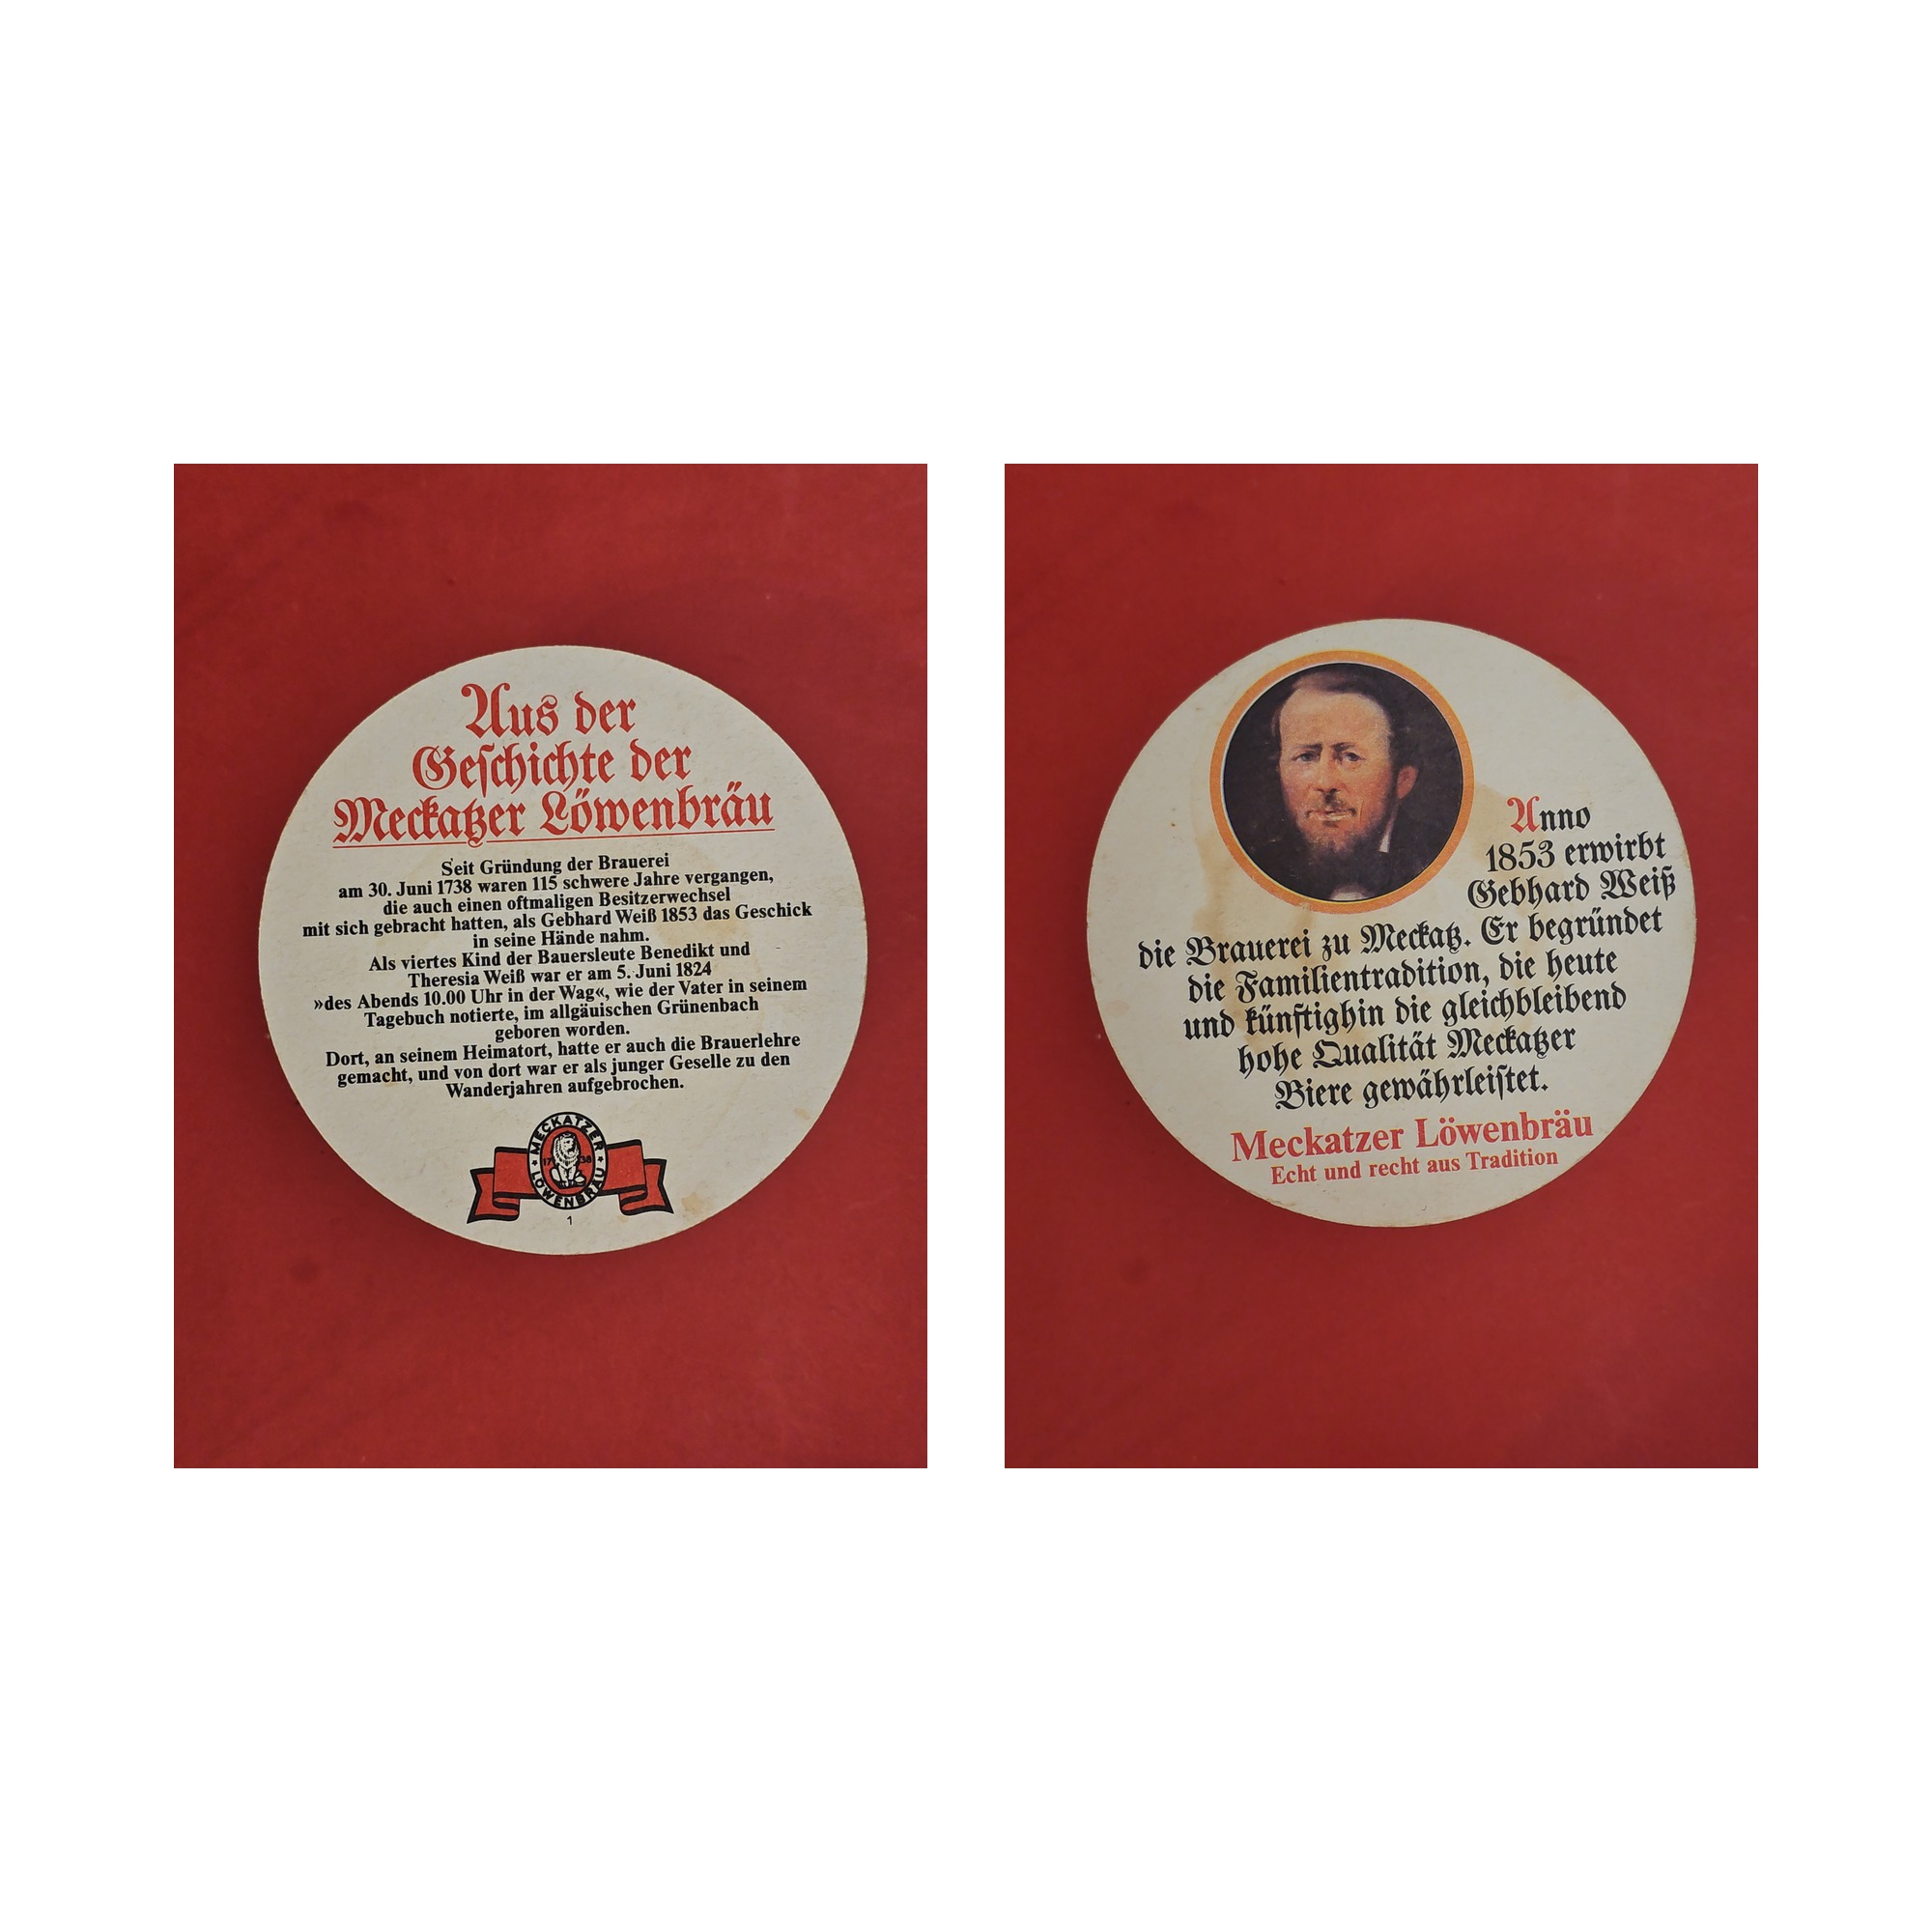 Aus der
Geschichte der
Meckatzer Löwenbräu
Seit Gründung der Brauerei
am 30. Juni 1738 waren 115 schwere Jahre vergangen,
die auch einen oftmaligen Besitzerwechsel
mit sich gebracht hatten, als Gebhard Weiß 1853 das Geschick
in seine Hände nahm.
Als viertes Kind der Bauersleute Benedikt und
Theresia Weiß war er am 5. Juni 1824
»des Abends 10.00 Uhr in der Wag«, wie der Vater in seinem
Tagebuch notierte, im allgäuischen Grünenbach
geboren worden.
Dort, an seinem Heimatort, hatte er auch die Brauerlehre
gemacht, und von dort war er als junger Geselle zu den
Wanderjahren aufgebrochen.
MECKATZER
17 38
LÖWENBRÄU
1
Anno
1853 erwirbt
Gebhard Weiß
die Brauerei zu Meckatz. Er begründet
die Familientradition, die heute
und künftighin die gleichbleibend
hohe Qualität Meckatzer
Biere gewährleistet.
Meckatzer Löwenbräu
Echt und recht aus Tradition